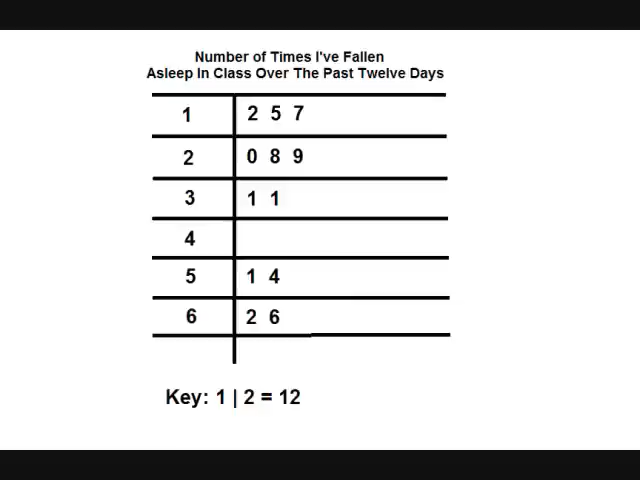 Number of Times I've Fallen
Asleep In Class Over The Past Twelve Days
1 2 5 7
2 0 8 9
3 1 1
4
5 1 4
6 2 6
Key: 1 | 2 = 12